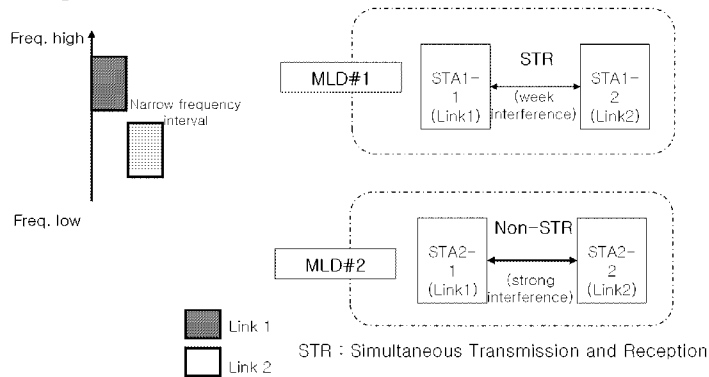 Freq. high
Narrow frequency
interval
Freq. low
Link 1
Link 2
MLD#1
STA1-
1
(Link1)
STR
(week
interference)
STA1-
2
(Link2)
MLD#2
STA2-
1
(Link1)
Non-STR
(strong
interference)
STA2-
2
(Link2)
STR : Simultaneous Transmission and Reception